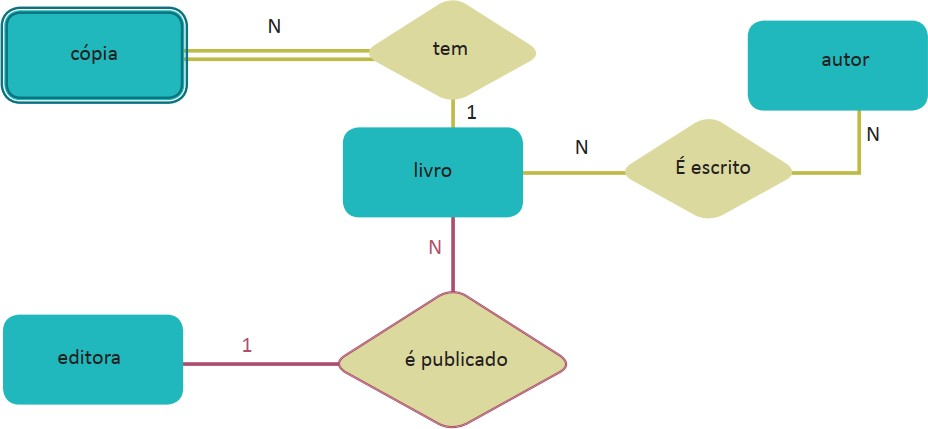 N
cópia
tem
autor
1
N
N
É escrito
livro
N
1
editora
é publicado